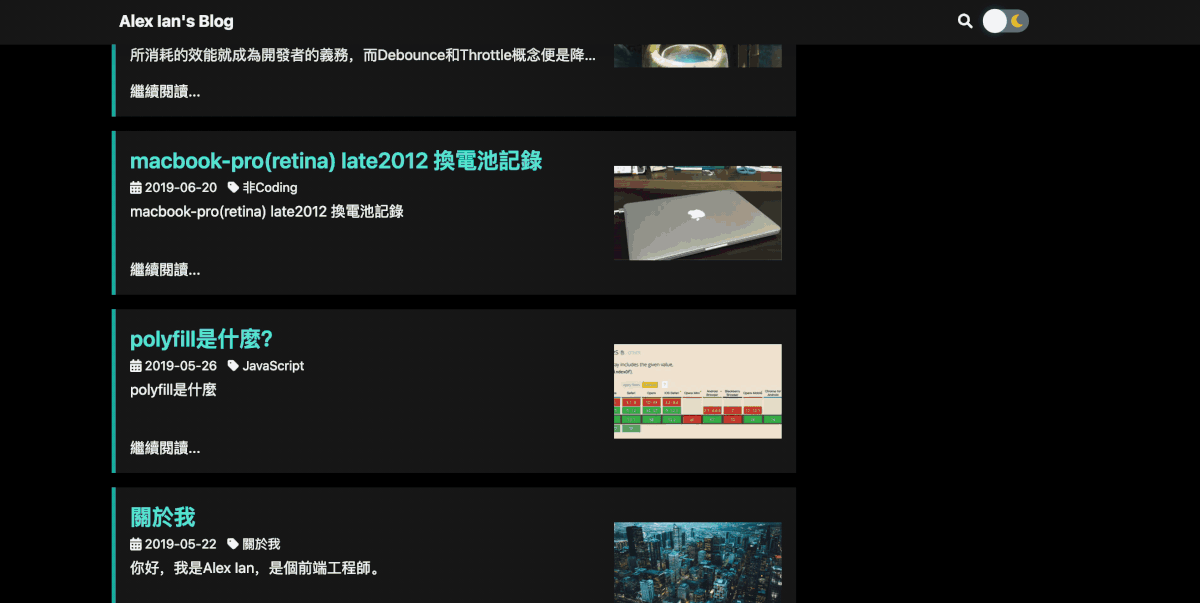 Alex Ian's Blog
所消耗的效能就成為開發者的義務，而Debounce和Throttle概念便是降...
繼續閱讀...
macbook-pro(retina) late2012 換電池記錄
2019-06-20 非Coding
macbook-pro(retina) late2012 換電池記錄
繼續閱讀...
polyfill是什麼?
2019-05-26 JavaScript
polyfill是什麼
繼續閱讀...
關於我
2019-05-22 關於我
你好，我是Alex Ian，是個前端工程師。